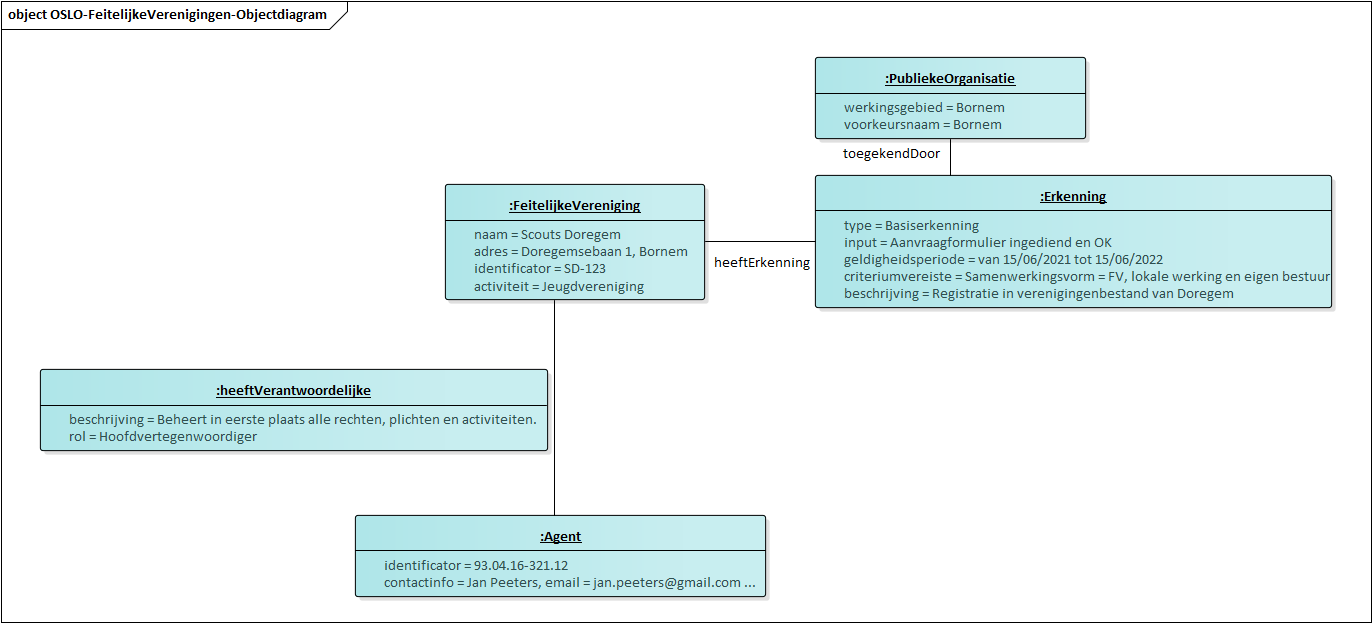 object OSLO-FeitelijkeVerenigingen-Objectdiagram
:PubliekeOrganisatie
werkingsgebied = Bornem
voorkeursnaam = Bornem
toegekendDoor
:Erkenning
type = Basiserkenning
input = Aanvraagformulier ingediend en OK
geldigheidsperiode = van 15/06/2021 tot 15/06/2022
criteriumvereiste = Samenwerkingsvorm = FV, lokale werking en eigen bestuur
beschrijving = Registratie in verenigingenbestand van Doregem
:FeitelijkeVereniging
naam = Scouts Doregem
adres = Doregemsebaan 1, Bornem
identificator = SD-123
activiteit = Jeugdvereniging
heeftErkenning
:heeftVerantwoordelijke
beschrijving = Beheert in eerste plaats alle rechten, plichten en activiteiten.
rol = Hoofdvertegenwoordiger
:Agent
identificator = 93.04.16-321.12
contactinfo = Jan Peeters, email = jan.peeters@gmail.com ...